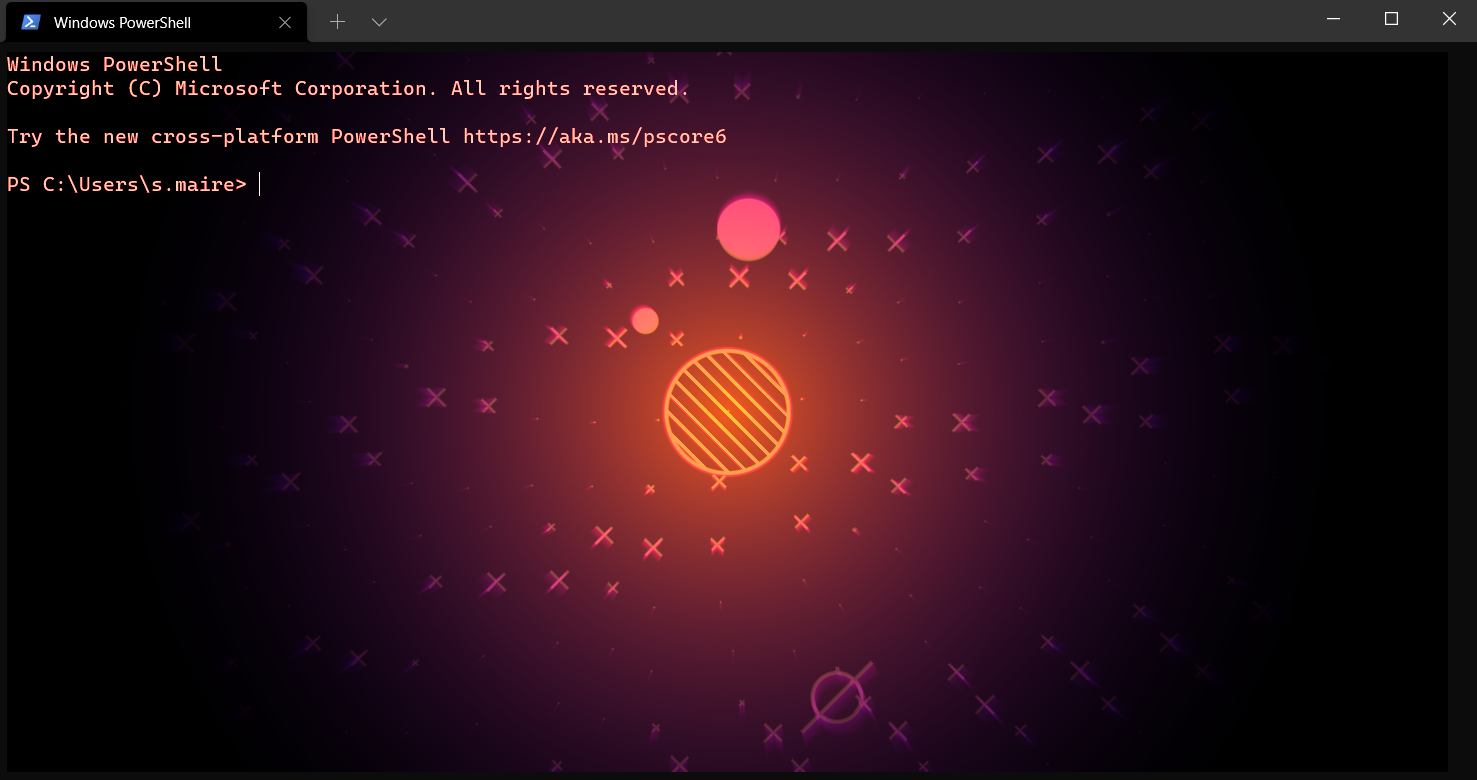 Windows PowerShell
Windows PowerShell
Copyright (C) Microsoft Corporation. All rights reserved.
Try the new cross-platform PowerShell https://aka.ms/pscore6
PS C:\Users\s.maire>